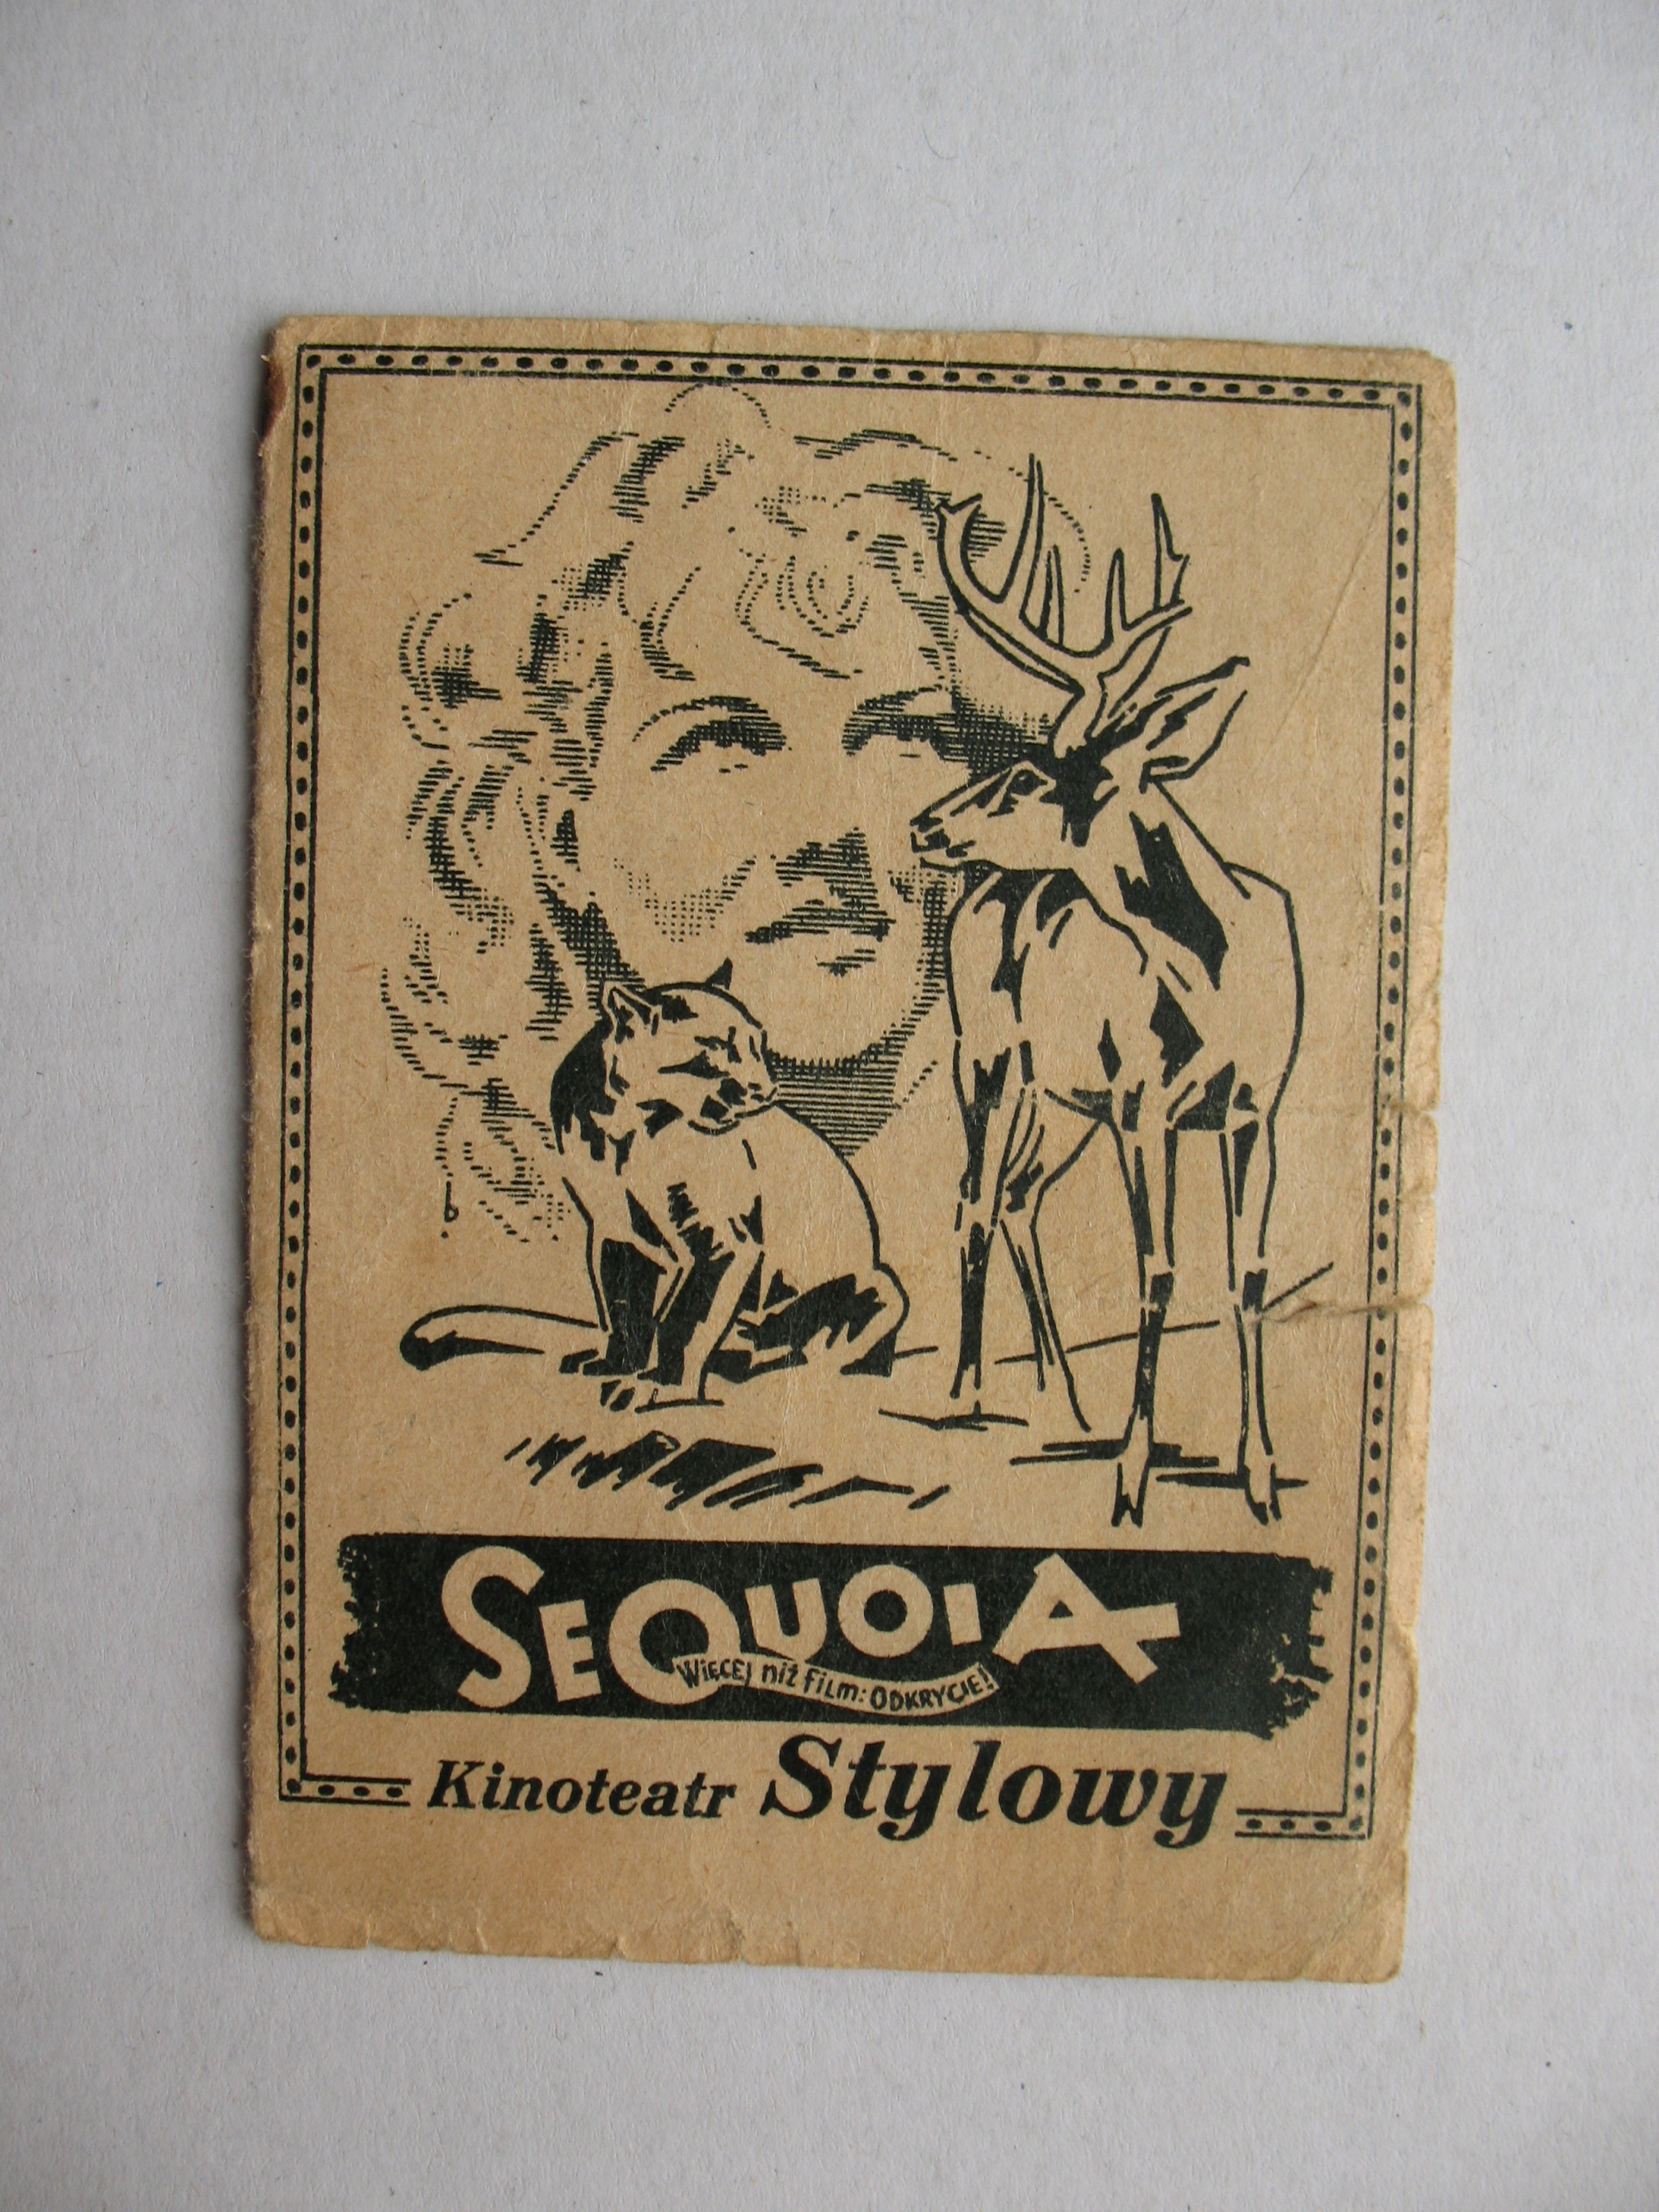 SEQUOIA
WIĘCEJ niż FiLm: ODKRYCIE!
Kinoteatr Stylowy